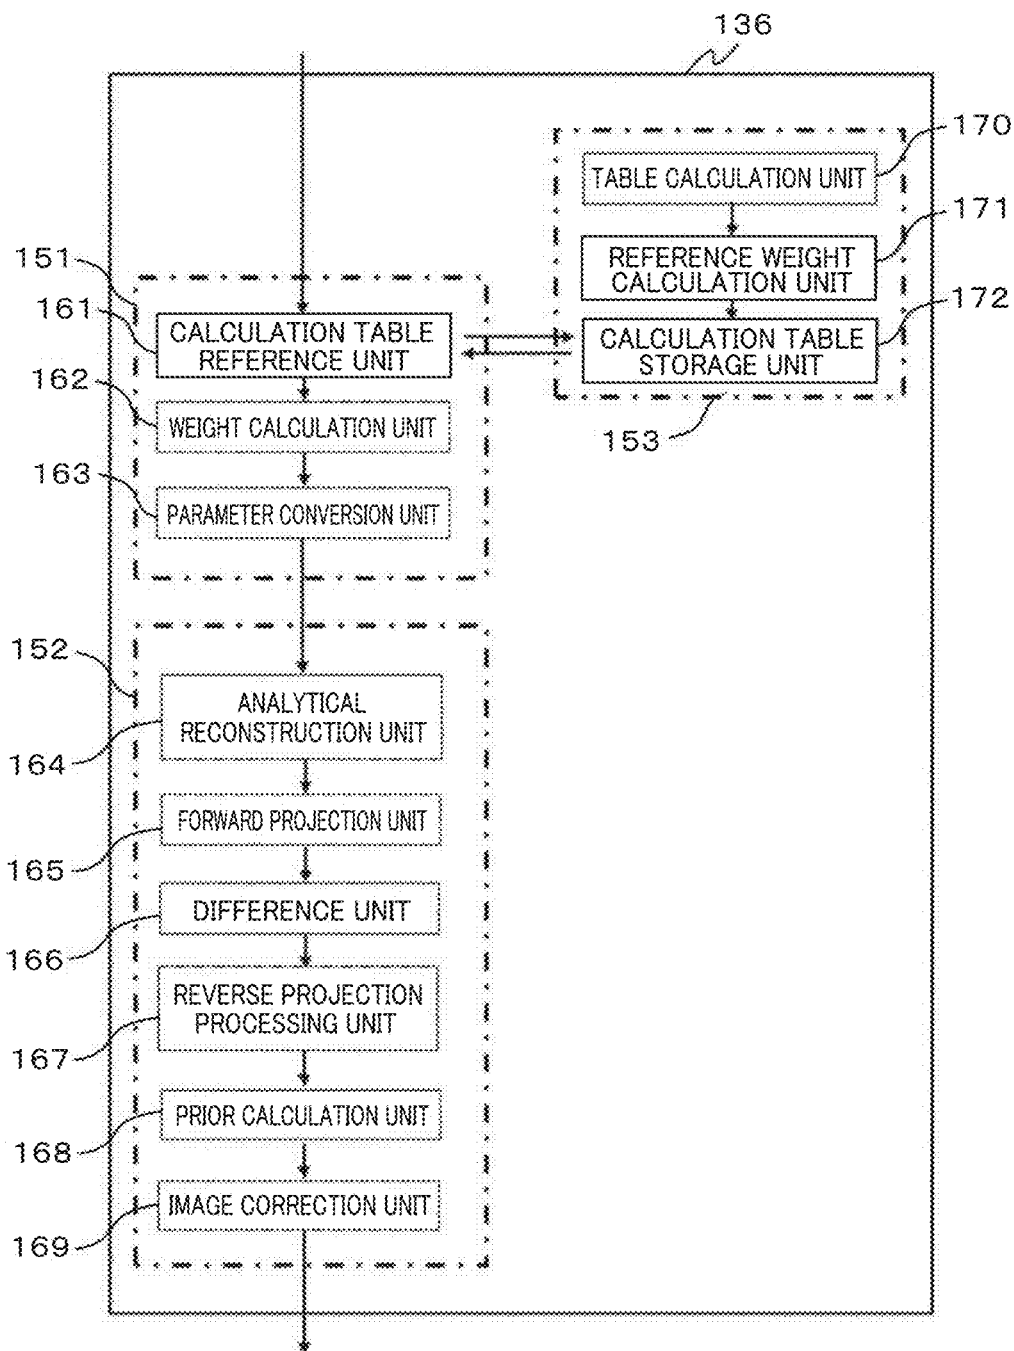 136
170
TABLE CALCULATION UNIT
171
REFERENCE WEIGHT
CALCULATION UNIT
172
CALCULATION TABLE
STORAGE UNIT
153
151
161
CALCULATION TABLE
REFERENCE UNIT
162
WEIGHT CALCULATION UNIT
163
PARAMETER CONVERSION UNIT
152
ANALYTICAL
RECONSTRUCTION UNIT
164
FORWARD PROJECTION UNIT
165
DIFFERENCE UNIT
166
REVERSE PROJECTION
PROCESSING UNIT
167
PRIOR CALCULATION UNIT
168
IMAGE CORRECTION UNIT
169